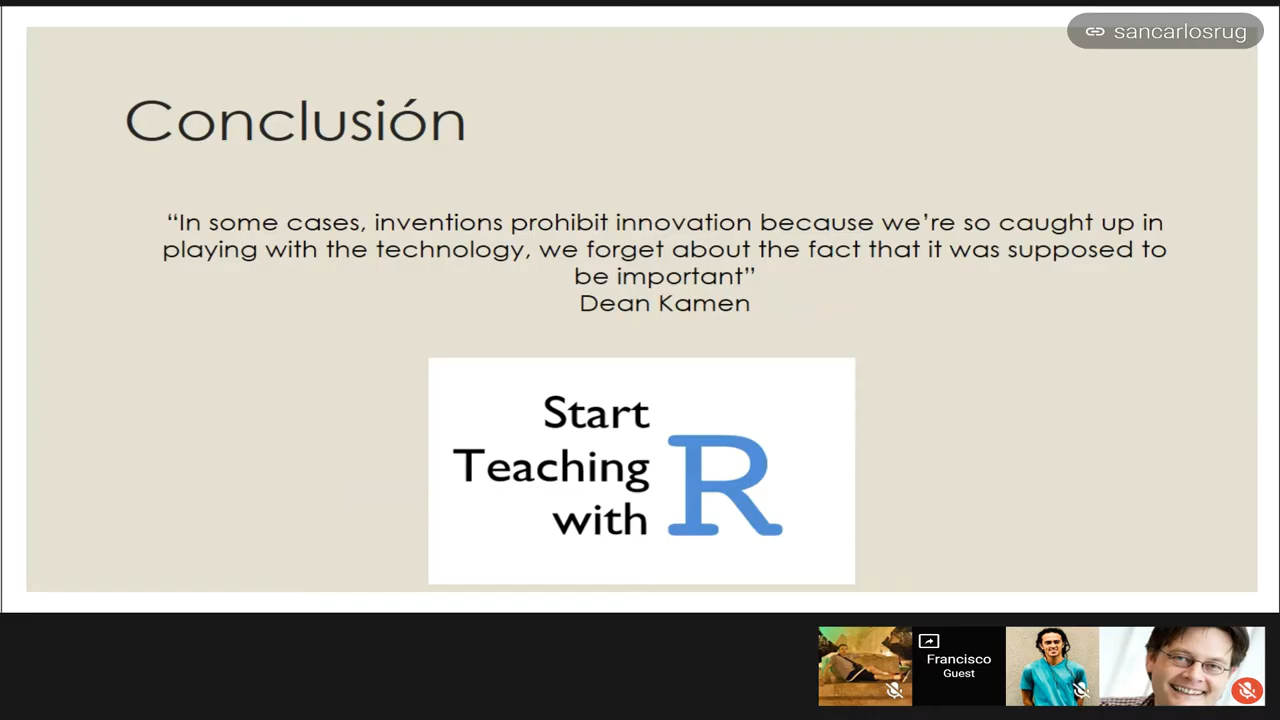 sancarlosrug
Conclusión
“In some cases, inventions prohibit innovation because we’re so caught up in
playing with the technology, we forget about the fact that it was supposed to
be important”
Dean Kamen
Start
Teaching
with R
Francisco
Guest